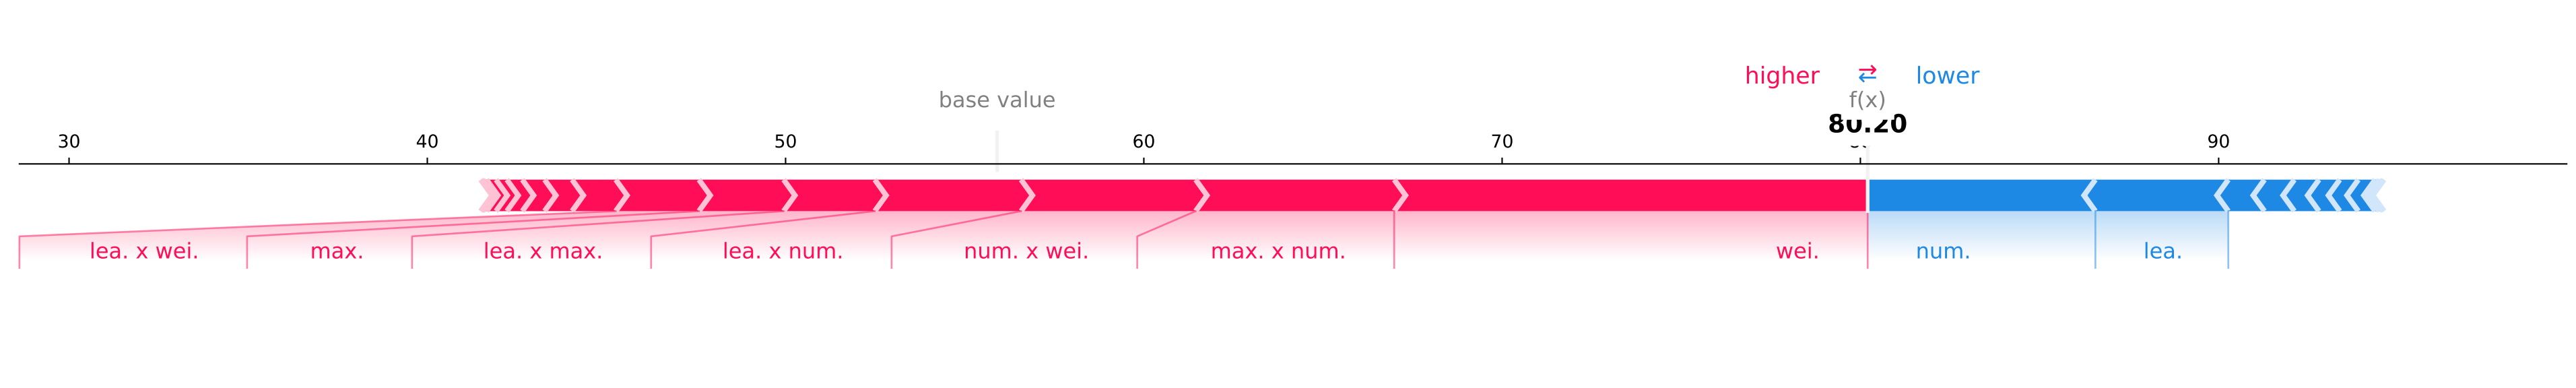 higher ⇄ lower
base value f(x)
80.20
30 40 50 60 70 90
lea. x wei. max. lea. x max. lea. x num. num. x wei. max. x num. wei. num. lea.